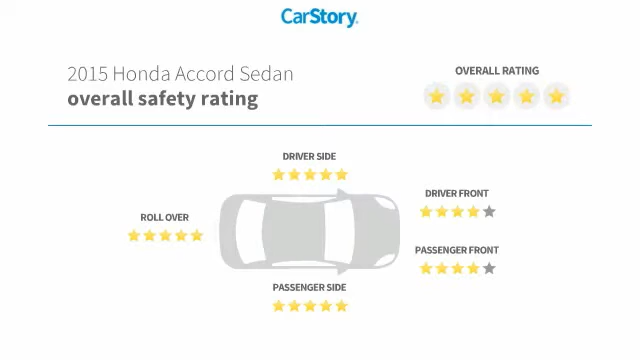 CarStory
2015 Honda Accord Sedan
overall safety rating
OVERALL RATING
DRIVER SIDE
DRIVER FRONT
ROLL OVER
PASSENGER FRONT
PASSENGER SIDE